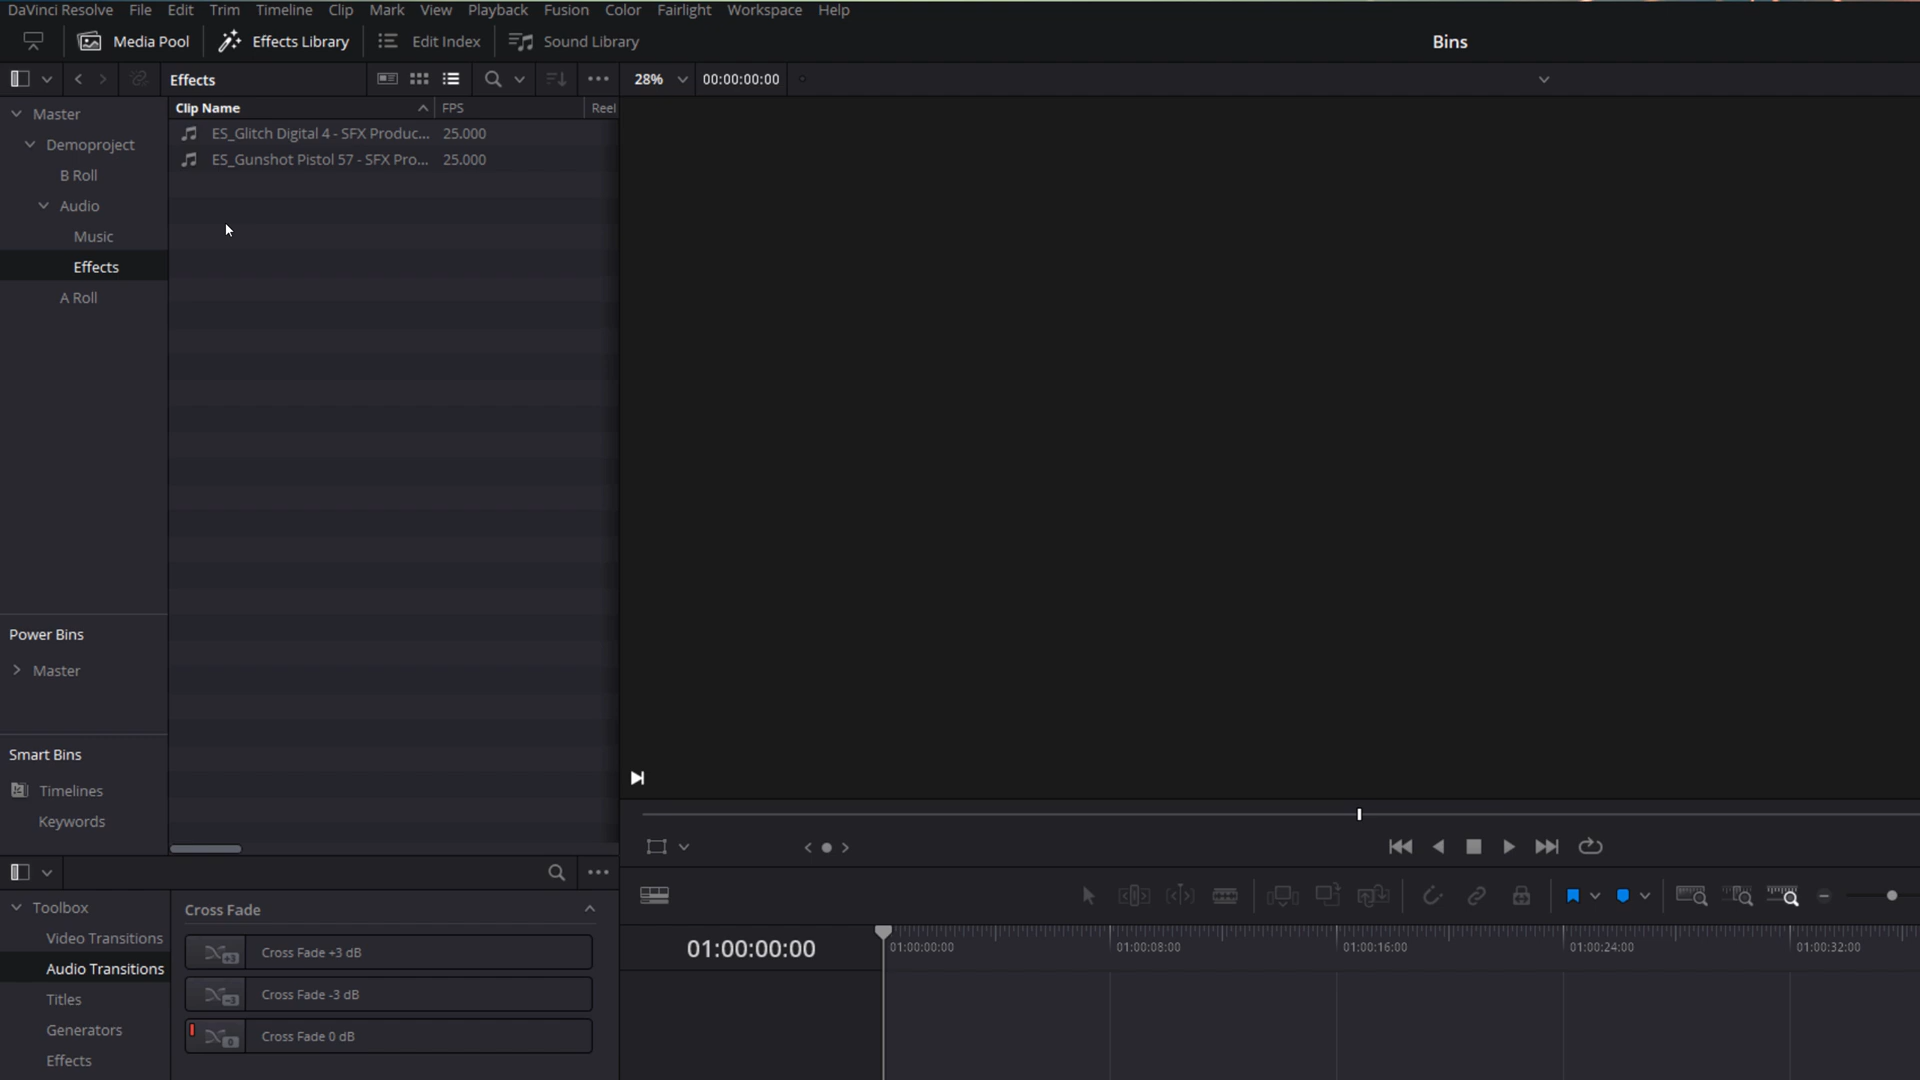 DaVinci Resolve File Edit Trim Timeline Clip Mark View Playback Fusion Color Fairlight Workspace Help
Media Pool Effects Library Edit Index Sound Library Bins
Effects 28% 00:00:00:00
Clip Name FPS Reel
Master
Demoproject
B Roll
Audio
Music
Effects
A Roll
ES_Glitch Digital 4 - SFX Produc... 25.000
ES_Gunshot Pistol 57 - SFX Pro... 25.000
Power Bins
Master
Smart Bins
Timelines
Keywords
Toolbox
Video Transitions
Audio Transitions
Titles
Generators
Effects
Cross Fade
+3 Cross Fade +3 dB
-3 Cross Fade -3 dB
0 Cross Fade 0 dB
01:00:00:00
01:00:00:00 01:00:08:00 01:00:16:00 01:00:24:00 01:00:32:00